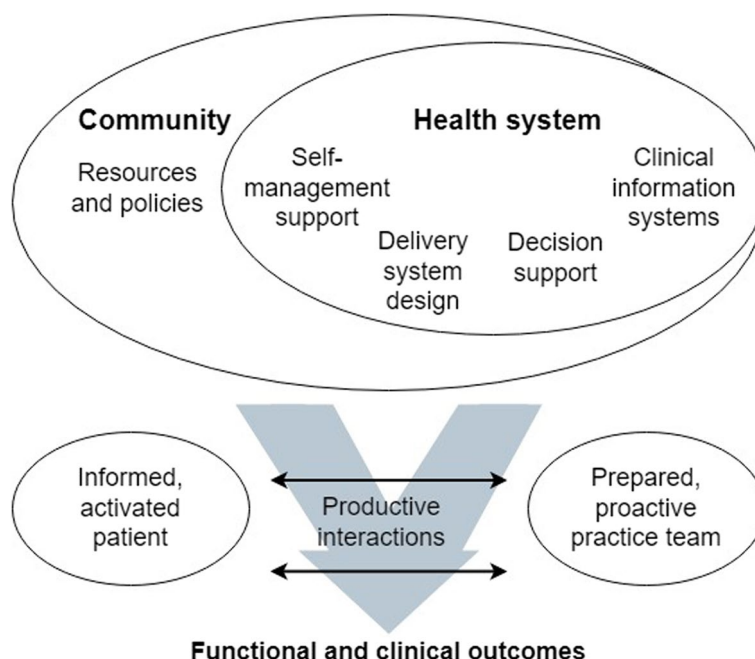 Community
Resources
and policies
Health system
Self-
management
support
Delivery
system
design
Decision
support
Clinical
information
systems
Informed,
activated
patient
Productive
interactions
Prepared,
proactive
practice team
Functional and clinical outcomes